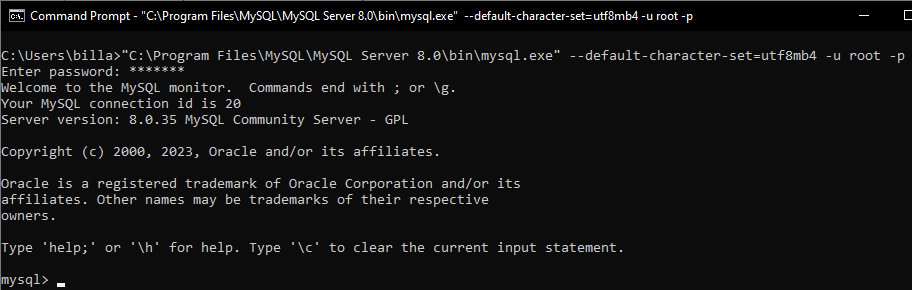 Command Prompt - "C:\Program Files\MySQL\MySQL Server 8.0\bin\mysql.exe" --default-character-set=utf8mb4 -u root -p
C:\Users\billa>"C:\Program Files\MySQL\MySQL Server 8.0\bin\mysql.exe" --default-character-set=utf8mb4 -u root -p
Enter password: *******
Welcome to the MySQL monitor.  Commands end with ; or \g.
Your MySQL connection id is 20
Server version: 8.0.35 MySQL Community Server - GPL
Copyright (c) 2000, 2023, Oracle and/or its affiliates.
Oracle is a registered trademark of Oracle Corporation and/or its
affiliates. Other names may be trademarks of their respective
owners.
Type 'help;' or '\h' for help. Type '\c' to clear the current input statement.
mysql>